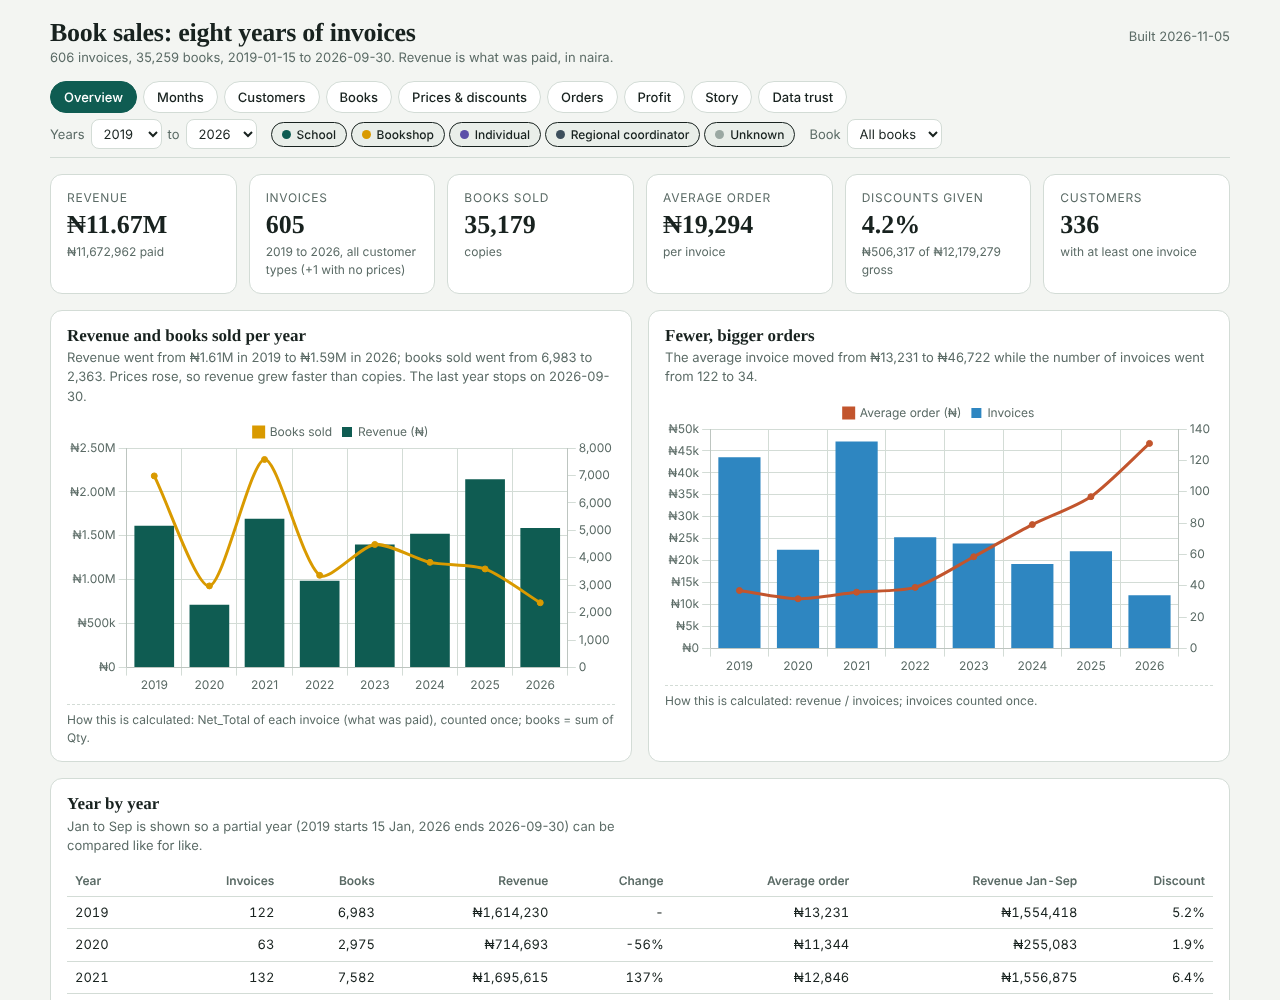 Book sales: eight years of invoices
Built 2026-11-05
606 invoices, 35,259 books, 2019-01-15 to 2026-09-30. Revenue is what was paid, in naira.
Overview Months Customers Books Prices & discounts Orders Profit Story Data trust
Years 2019 to 2026 School Bookshop Individual Regional coordinator Unknown Book All books
REVENUE
₦11.67M
₦11,672,962 paid
INVOICES
605
2019 to 2026, all customer
types (+1 with no prices)
BOOKS SOLD
35,179
copies
AVERAGE ORDER
₦19,294
per invoice
DISCOUNTS GIVEN
4.2%
₦506,317 of ₦12,179,279
gross
CUSTOMERS
336
with at least one invoice
Revenue and books sold per year
Revenue went from ₦1.61M in 2019 to ₦1.59M in 2026; books sold went from 6,983 to
2,363. Prices rose, so revenue grew faster than copies. The last year stops on 2026-09-
30.
Books sold Revenue (₦)
₦2.50M 8,000
7,000
₦2.00M
6,000
₦1.50M 5,000
4,000
₦1.00M 3,000
₦500k 2,000
1,000
₦0 0
2019 2020 2021 2022 2023 2024 2025 2026
How this is calculated: Net_Total of each invoice (what was paid), counted once; books = sum of
Qty.
Fewer, bigger orders
The average invoice moved from ₦13,231 to ₦46,722 while the number of invoices went
from 122 to 34.
Average order (₦) Invoices
₦50k 140
₦45k
120
₦40k
₦35k 100
₦30k
80
₦25k
₦20k 60
₦15k
40
₦10k
₦5k 20
₦0 0
2019 2020 2021 2022 2023 2024 2025 2026
How this is calculated: revenue / invoices; invoices counted once.
Year by year
Jan to Sep is shown so a partial year (2019 starts 15 Jan, 2026 ends 2026-09-30) can be
compared like for like.
Year Invoices Books Revenue Change Average order Revenue Jan-Sep Discount
2019 122 6,983 ₦1,614,230 - ₦13,231 ₦1,554,418 5.2%
2020 63 2,975 ₦714,693 -56% ₦11,344 ₦255,083 1.9%
2021 132 7,582 ₦1,695,615 137% ₦12,846 ₦1,556,875 6.4%